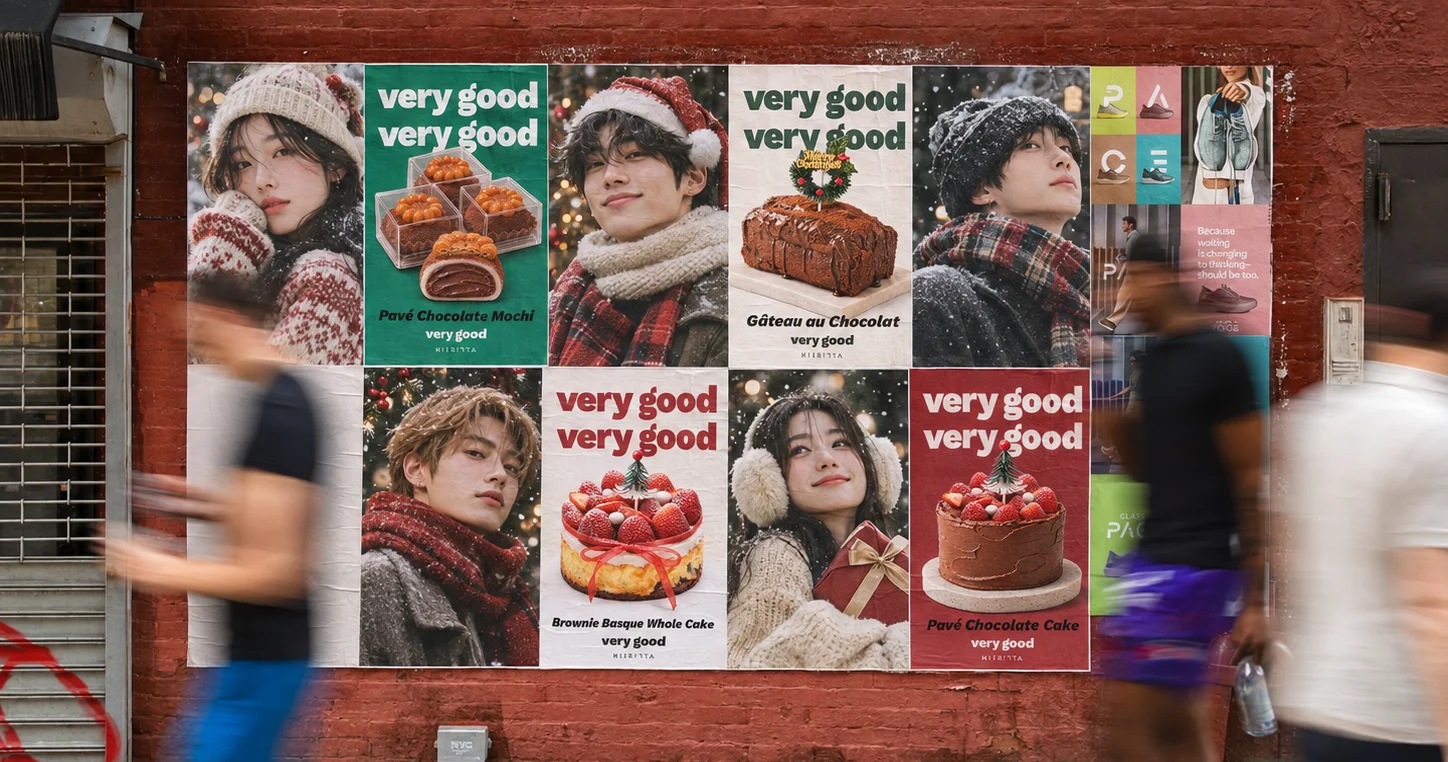 very good
very good
Pavé Chocolate Mochi
very good
very good
very good
Merry
Gâteau au Chocolat
very good
P A
C E
Because
waiting
is changing
to thinking–
should be too.
very good
very good
Brownie Basque Whole Cake
very good
very good
very good
Pavé Chocolate Cake
very good
NYC